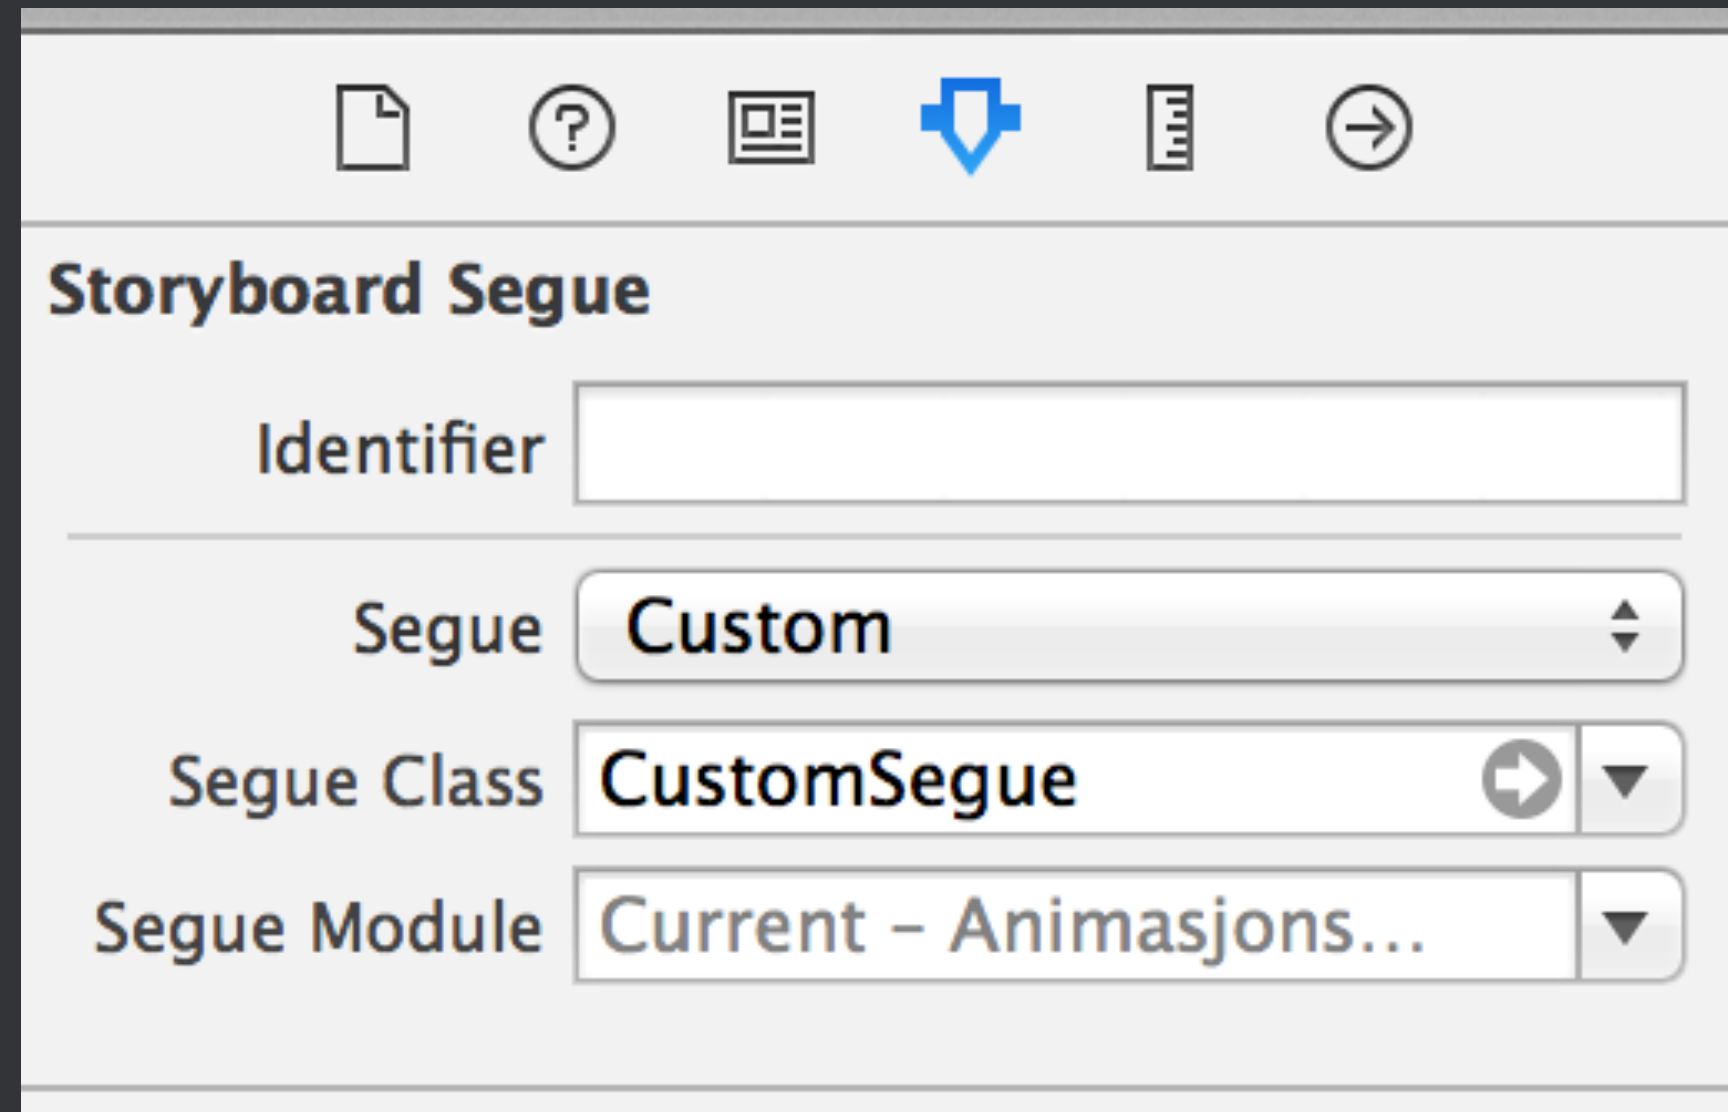 Storyboard Segue
Identifier
Segue Custom
Segue Class CustomSegue
Segue Module Current – Animasjons...